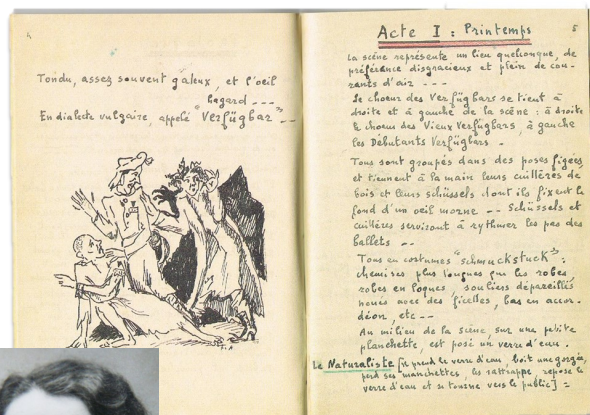 4
Tondu, assez souvent galeux, et l'œil
hagard ---
En dialecte vulgaire, appelé "Verfügbar" --
5
Acte I : Printemps
La scène représente un lieu quelconque, de
préférence disgracieux et plein de cou-
rants d'air ---
Le chœur des Verfügbars se tient à
droite et à gauche de la scène : à droite
le chœur des Vieux Verfügbars, à gauche
les Débutants Verfügbars. -
Tous sont groupés dans des poses figées
et tiennent à la main leurs cuillères de
bois et leurs schüssels dont ils fixent le
fond d'un œil morne -- Schüssels et
cuillères serviront à rythmer les pas des
ballets --
Tous en costumes "Schmuckstuck" :
chemises plus longues que les robes,
robes en loques, souliers dépareillés
noués avec des ficelles, bas en accor-
déon, etc --
Au milieu de la scène, sur une petite
planchette, est posé un verre d'eau.
Le Naturaliste [il prend le verre d'eau, boit une gorgée,
perd ses manchettes, les rattrappe, repose le
verre d'eau et se tourne vers le public] =